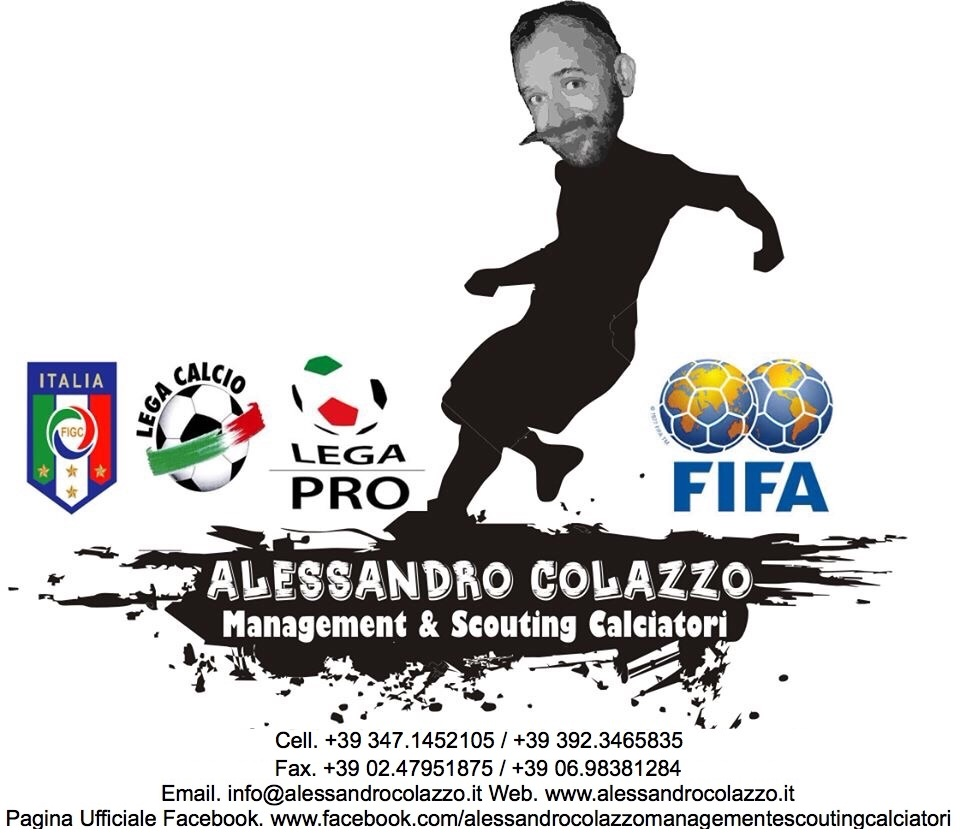 ITALIA
FIGC
LEGA CALCIO
LEGA
PRO
FIFA
ALESSANDRO COLAZZO
Management & Scouting Calciatori
Cell. +39 347.1452105 / +39 392.3465835
Fax. +39 02.47951875 / +39 06.98381284
Email. info@alessandrocolazzo.it Web. www.alessandrocolazzo.it
Pagina Ufficiale Facebook. www.facebook.com/alessandrocolazzomanagementescoutingcalciatori